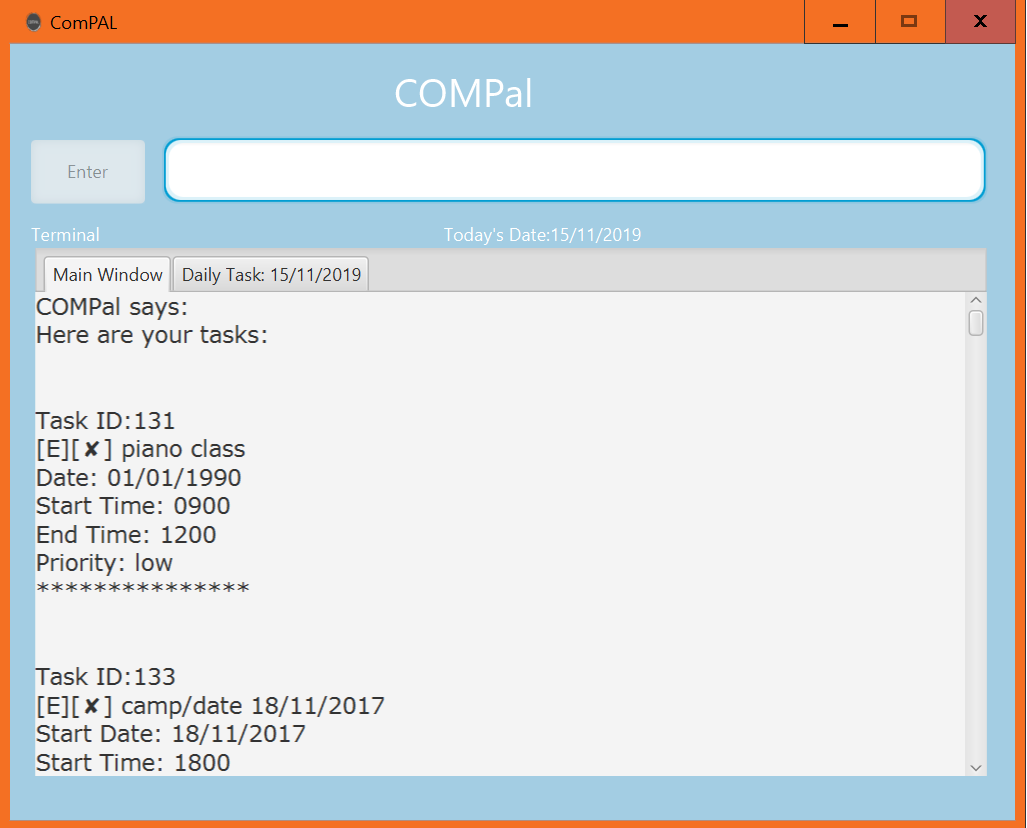 ComPAL
COMPal
Enter
Terminal
Today's Date:15/11/2019
Main Window
Daily Task: 15/11/2019
COMPal says:
Here are your tasks:
Task ID:131
[E][✘] piano class
Date: 01/01/1990
Start Time: 0900
End Time: 1200
Priority: low
***************
Task ID:133
[E][✘] camp/date 18/11/2017
Start Date: 18/11/2017
Start Time: 1800